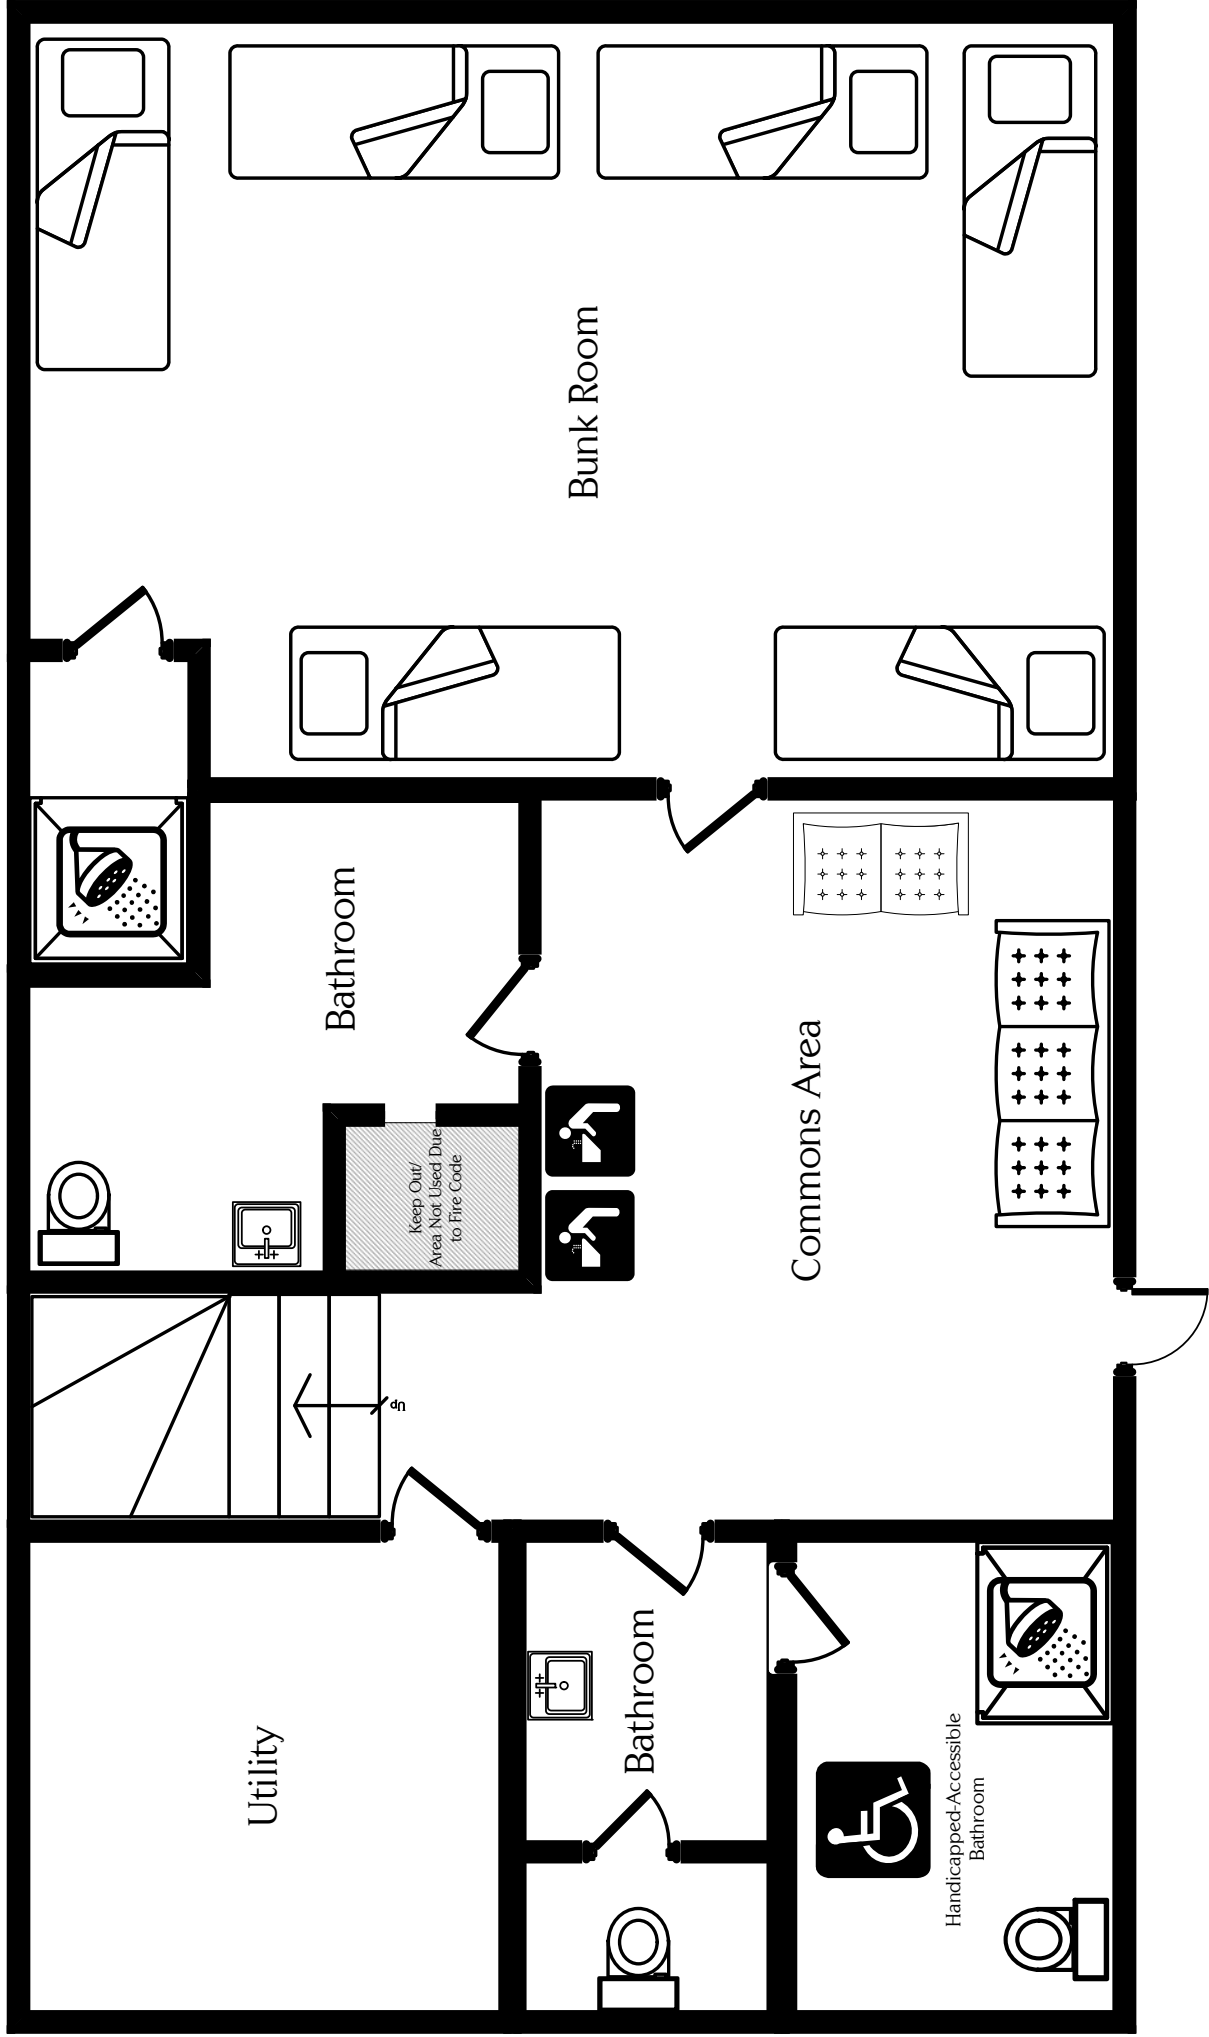 Bunk Room
Bathroom
Keep Out/
Area Not Used Due
to Fire Code
Commons Area
Up
Utility
Bathroom
Handicapped-Accessible
Bathroom